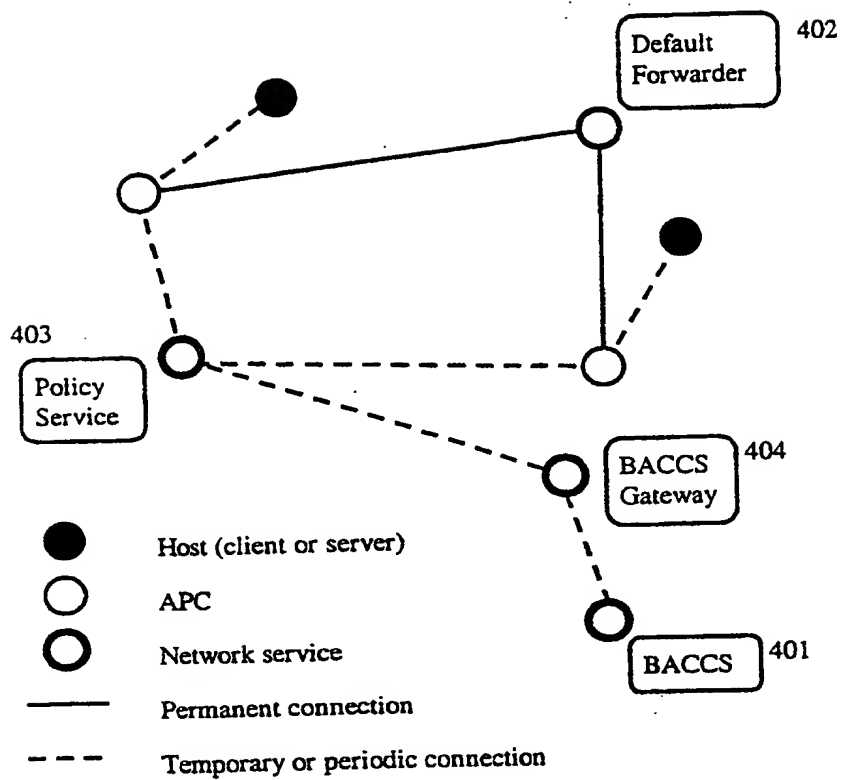 Default
Forwarder
402
403
Policy
Service
BACCS
Gateway
404
BACCS
401
Host (client or server)
APC
Network service
Permanent connection
Temporary or periodic connection